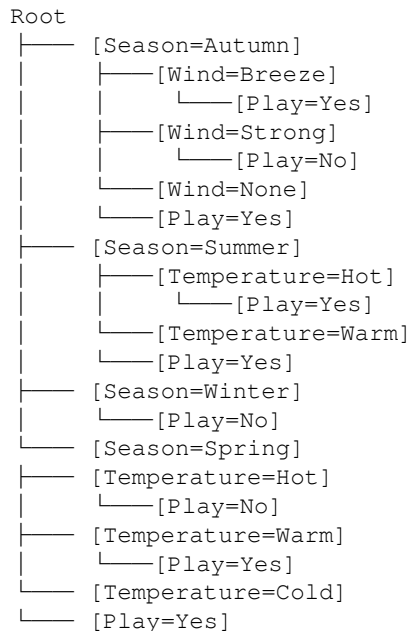 Root
├─── [Season=Autumn]
│    ├───[Wind=Breeze]
│    │    └───[Play=Yes]
│    ├───[Wind=Strong]
│    │    └───[Play=No]
│    └───[Wind=None]
│    └───[Play=Yes]
├─── [Season=Summer]
│    ├───[Temperature=Hot]
│    │    └───[Play=Yes]
│    └───[Temperature=Warm]
│    └───[Play=Yes]
├─── [Season=Winter]
│    └───[Play=No]
└─── [Season=Spring]
├─── [Temperature=Hot]
│    └───[Play=No]
├─── [Temperature=Warm]
│    └───[Play=Yes]
└─── [Temperature=Cold]
└─── [Play=Yes]